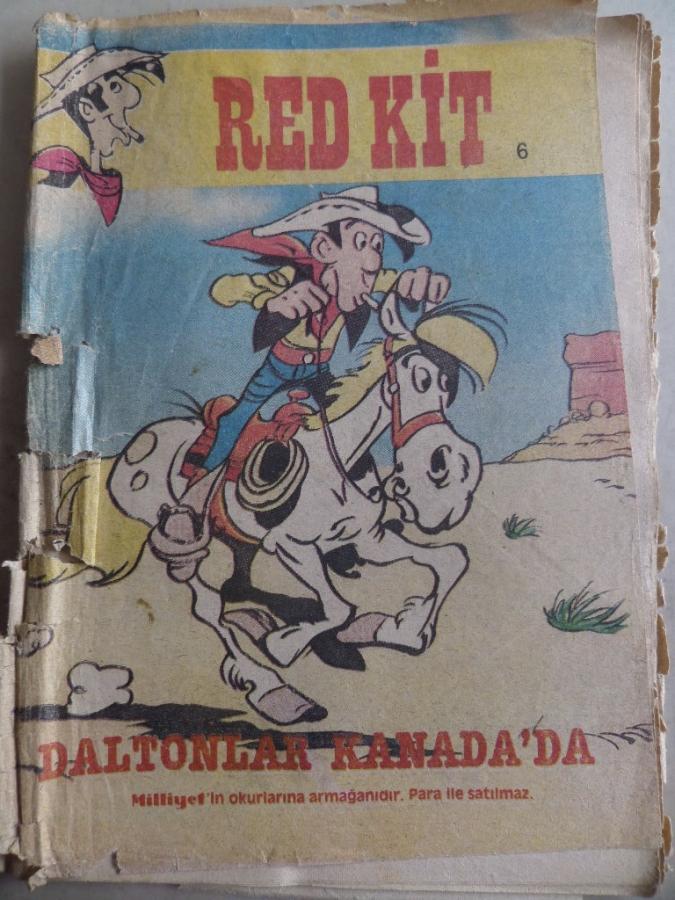 RED KİT
6
DALTONLAR KANADA'DA
Milliyet'in okurlarına armağanıdır. Para ile satılmaz.